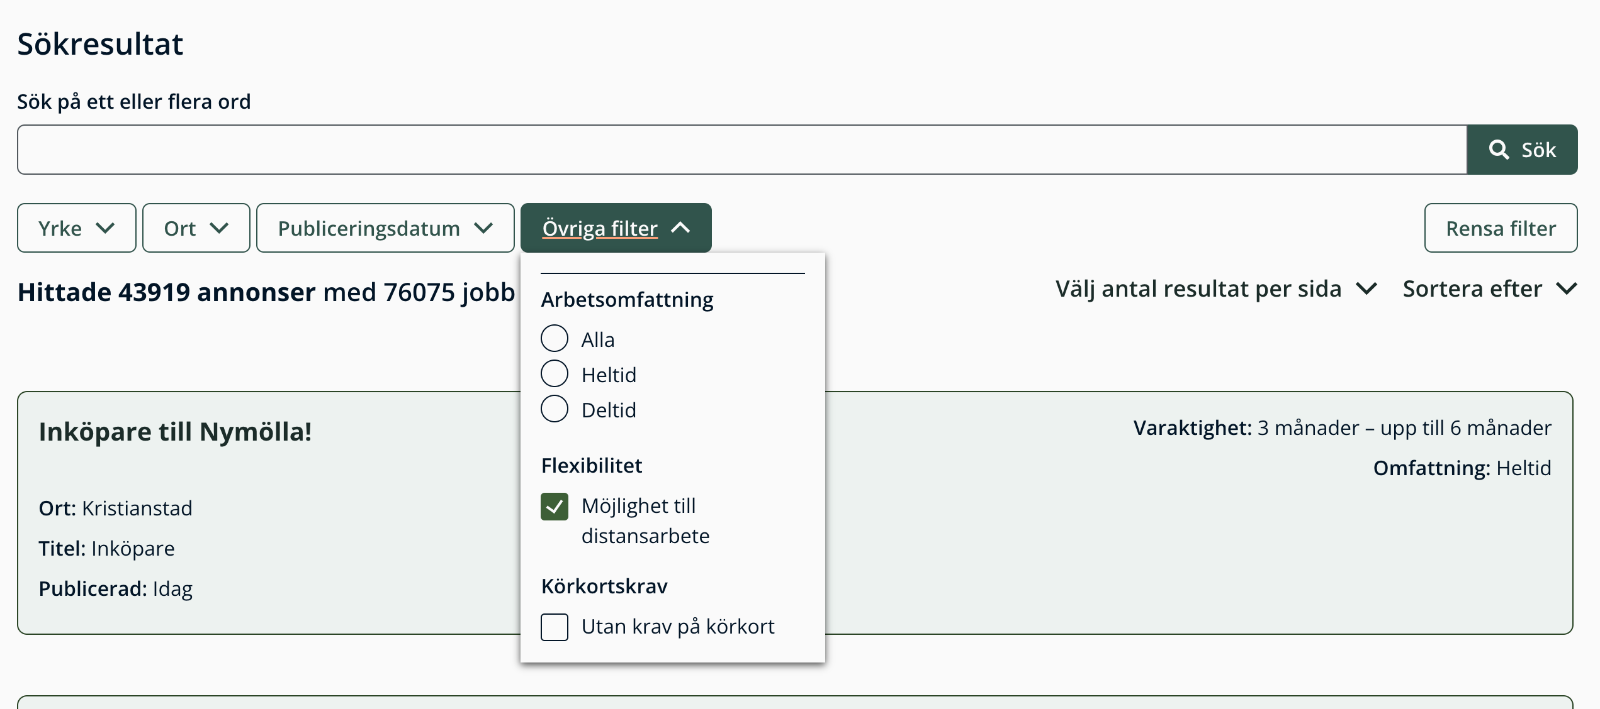 Sökresultat
Sök på ett eller flera ord
Sök
Yrke
Ort
Publiceringsdatum
Övriga filter
Rensa filter
Hittade 43919 annonser med 76075 jobb
Välj antal resultat per sida
Sortera efter
Arbetsomfattning
Alla
Heltid
Deltid
Flexibilitet
Möjlighet till
distansarbete
Körkortskrav
Utan krav på körkort
Inköpare till Nymölla!
Ort: Kristianstad
Titel: Inköpare
Publicerad: Idag
Varaktighet: 3 månader – upp till 6 månader
Omfattning: Heltid